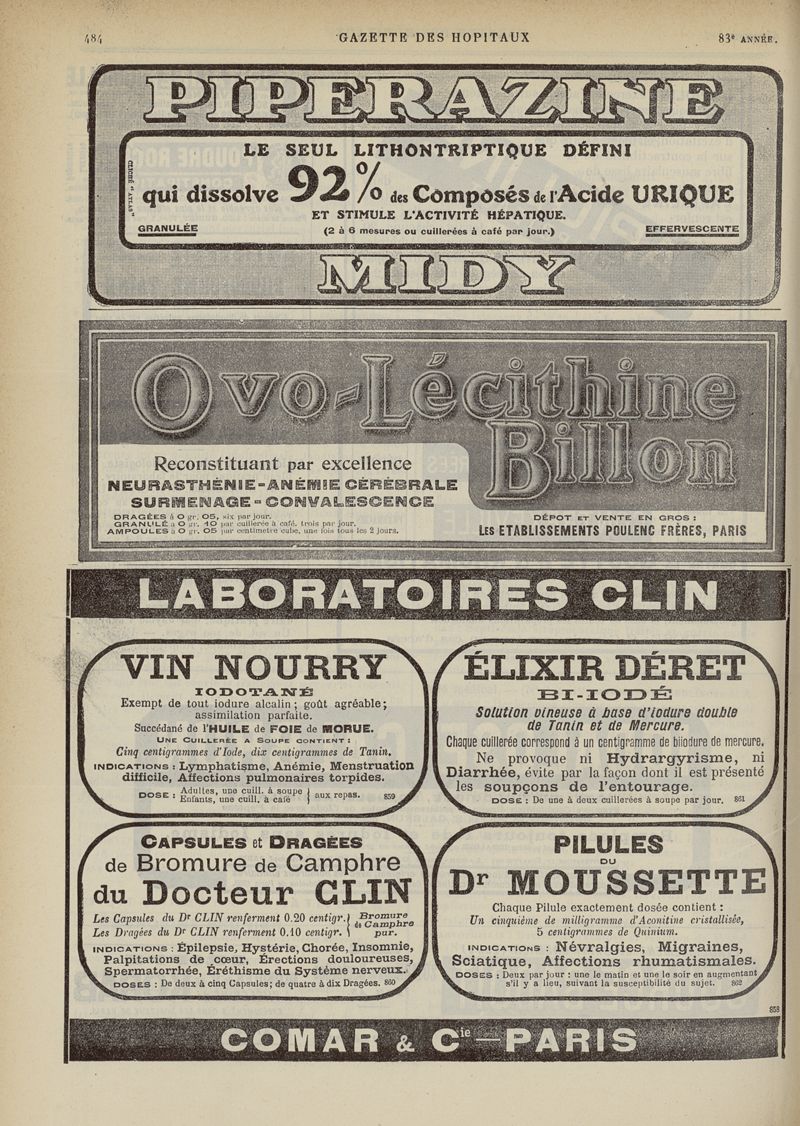 484
GAZETTE DES HOPITAUX
83e ANNÉE.
PIPERAZINE
LE SEUL LITHONTRIPTIQUE DÉFINI
qui dissolve 92% des Composés de l'Acide URIQUE
ET STIMULE L'ACTIVITÉ HÉPATIQUE.
GRANULÉE
(2 à 6 mesures ou cuillerées à café par jour.)
EFFERVESCENTE
MIDY
Ovo-Lécithine
Billon
Reconstituant par excellence
NEURASTHÉNIE-ANÉMIE CÉRÉBRALE
SURMENAGE - CONVALESCENCE
DRAGÉES à 0 gr. 05, six par jour.
GRANULÉ à 0 gr. 10 par cuillerée à café, trois par jour.
AMPOULES à 0 gr. 05 par centimetre cube, une fois tous les 2 jours.
DÉPOT ET VENTE EN GROS :
LES ETABLISSEMENTS POULENC FRÈRES, PARIS
LABORATOIRES CLIN
VIN NOURRY
IODOTANÉ
Exempt de tout iodure alcalin ; goût agréable ;
assimilation parfaite.
Succédané de l'HUILE de FOIE de MORUE.
UNE CUILLERÉE A SOUPE CONTIENT :
Cinq centigrammes d'Iode, dix centigrammes de Tanin.
INDICATIONS : Lymphatisme, Anémie, Menstruation
difficile, Affections pulmonaires torpides.
DOSE : Adultes, une cuill. à soupe
Enfants, une cuill. à café } aux repas. 859
ÉLIXIR DÉRET
BI-IODÉ
Solution vineuse à base d'iodure double
de Tanin et de Mercure.
Chaque cuillerée correspond à un centigramme de biiodure de mercure.
Ne provoque ni Hydrargyrisme, ni
Diarrhée, évite par la façon dont il est présenté
les soupçons de l'entourage.
DOSE : De une à deux cuillerées à soupe par jour. 861
CAPSULES et DRAGÉES
de Bromure de Camphre
du Docteur CLIN
Les Capsules du Dr CLIN renferment 0.20 centigr. } Bromure
de Camphre
Les Dragées du Dr CLIN renferment 0.10 centigr. } pur.
INDICATIONS : Épilepsie, Hystérie, Chorée, Insomnie,
Palpitations de cœur, Érections douloureuses,
Spermatorrhée, Éréthisme du Système nerveux.
DOSES : De deux à cinq Capsules; de quatre à dix Dragées. 860
PILULES
DU
Dr MOUSSETTE
Chaque Pilule exactement dosée contient :
Un cinquième de milligramme d'Aconitine cristallisée,
5 centigrammes de Quinium.
INDICATIONS : Névralgies, Migraines,
Sciatique, Affections rhumatismales.
DOSES : Deux par jour : une le matin et une le soir en augmentant
s'il y a lieu, suivant la susceptibilité du sujet. 862
858
COMAR & Cie — PARIS